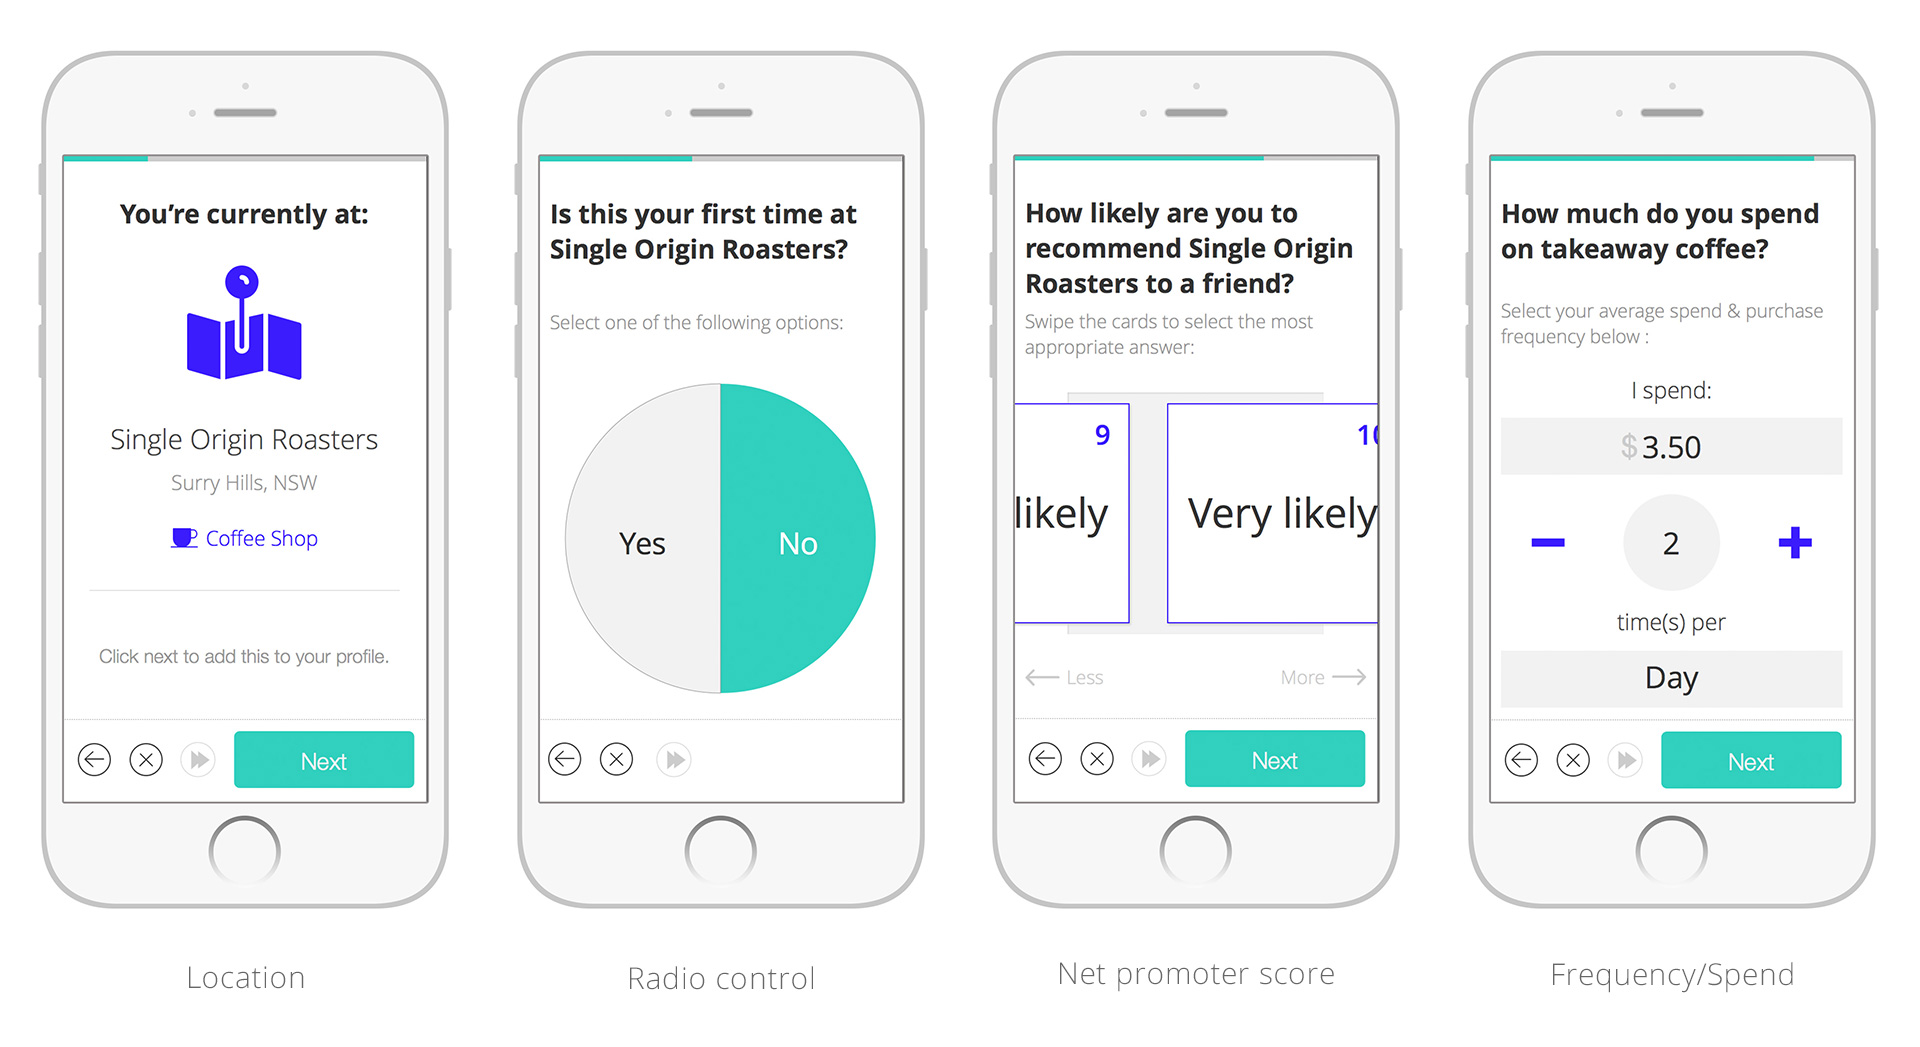 You're currently at:
Single Origin Roasters
Surry Hills, NSW
Coffee Shop
Click next to add this to your profile.
Next
Location
Is this your first time at
Single Origin Roasters?
Select one of the following options:
Yes
No
Radio control
How likely are you to
recommend Single Origin
Roasters to a friend?
Swipe the cards to select the most
appropriate answer:
9
likely
10
Very likely
Less
More
Next
Net promoter score
How much do you spend
on takeaway coffee?
Select your average spend & purchase
frequency below :
I spend:
$3.50
2
time(s) per
Day
Next
Frequency/Spend